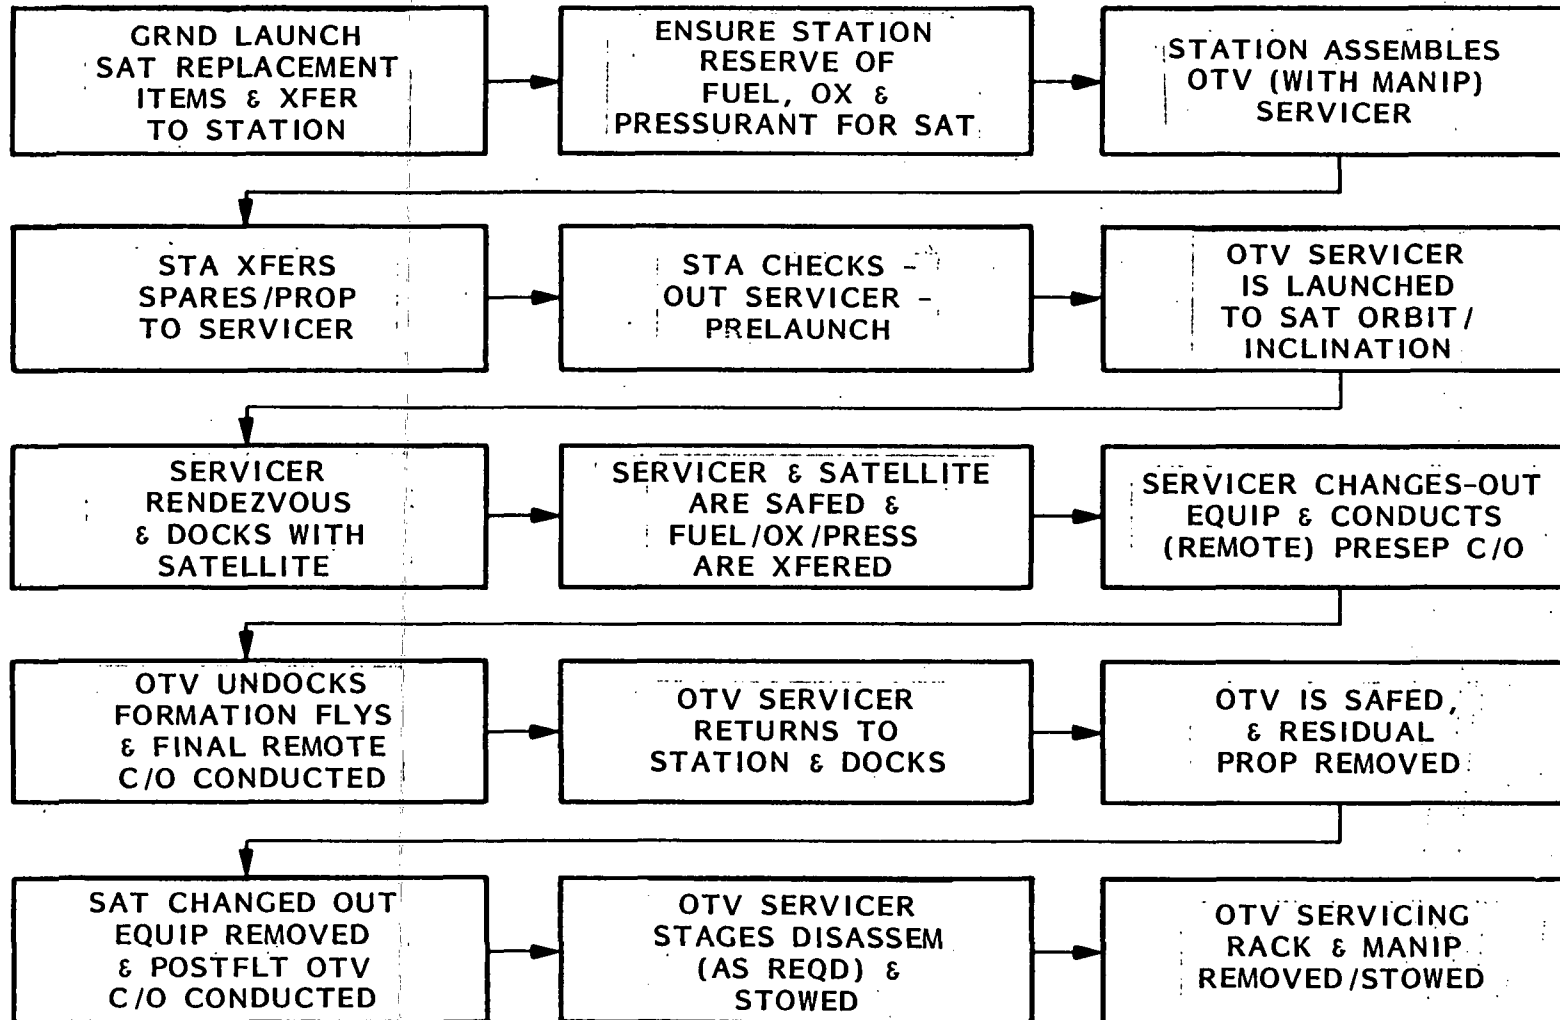 GRND LAUNCH
SAT REPLACEMENT
ITEMS & XFER
TO STATION
ENSURE STATION
RESERVE OF
FUEL, OX &
PRESSURANT FOR SAT
STATION ASSEMBLES
OTV (WITH MANIP)
SERVICER
STA XFERS
SPARES/PROP
TO SERVICER
STA CHECKS -
OUT SERVICER -
PRELAUNCH
OTV SERVICER
IS LAUNCHED
TO SAT ORBIT/
INCLINATION
SERVICER
RENDEZVOUS
& DOCKS WITH
SATELLITE
SERVICER & SATELLITE
ARE SAFED &
FUEL/OX/PRESS
ARE XFERED
SERVICER CHANGES-OUT
EQUIP & CONDUCTS
(REMOTE) PRESEP C/O
OTV UNDOCKS
FORMATION FLYS
& FINAL REMOTE
C/O CONDUCTED
OTV SERVICER
RETURNS TO
STATION & DOCKS
OTV IS SAFED,
& RESIDUAL
PROP REMOVED
SAT CHANGED OUT
EQUIP REMOVED
& POSTFLT OTV
C/O CONDUCTED
OTV SERVICER
STAGES DISASSEM
(AS REQD) &
STOWED
OTV SERVICING
RACK & MANIP
REMOVED/STOWED